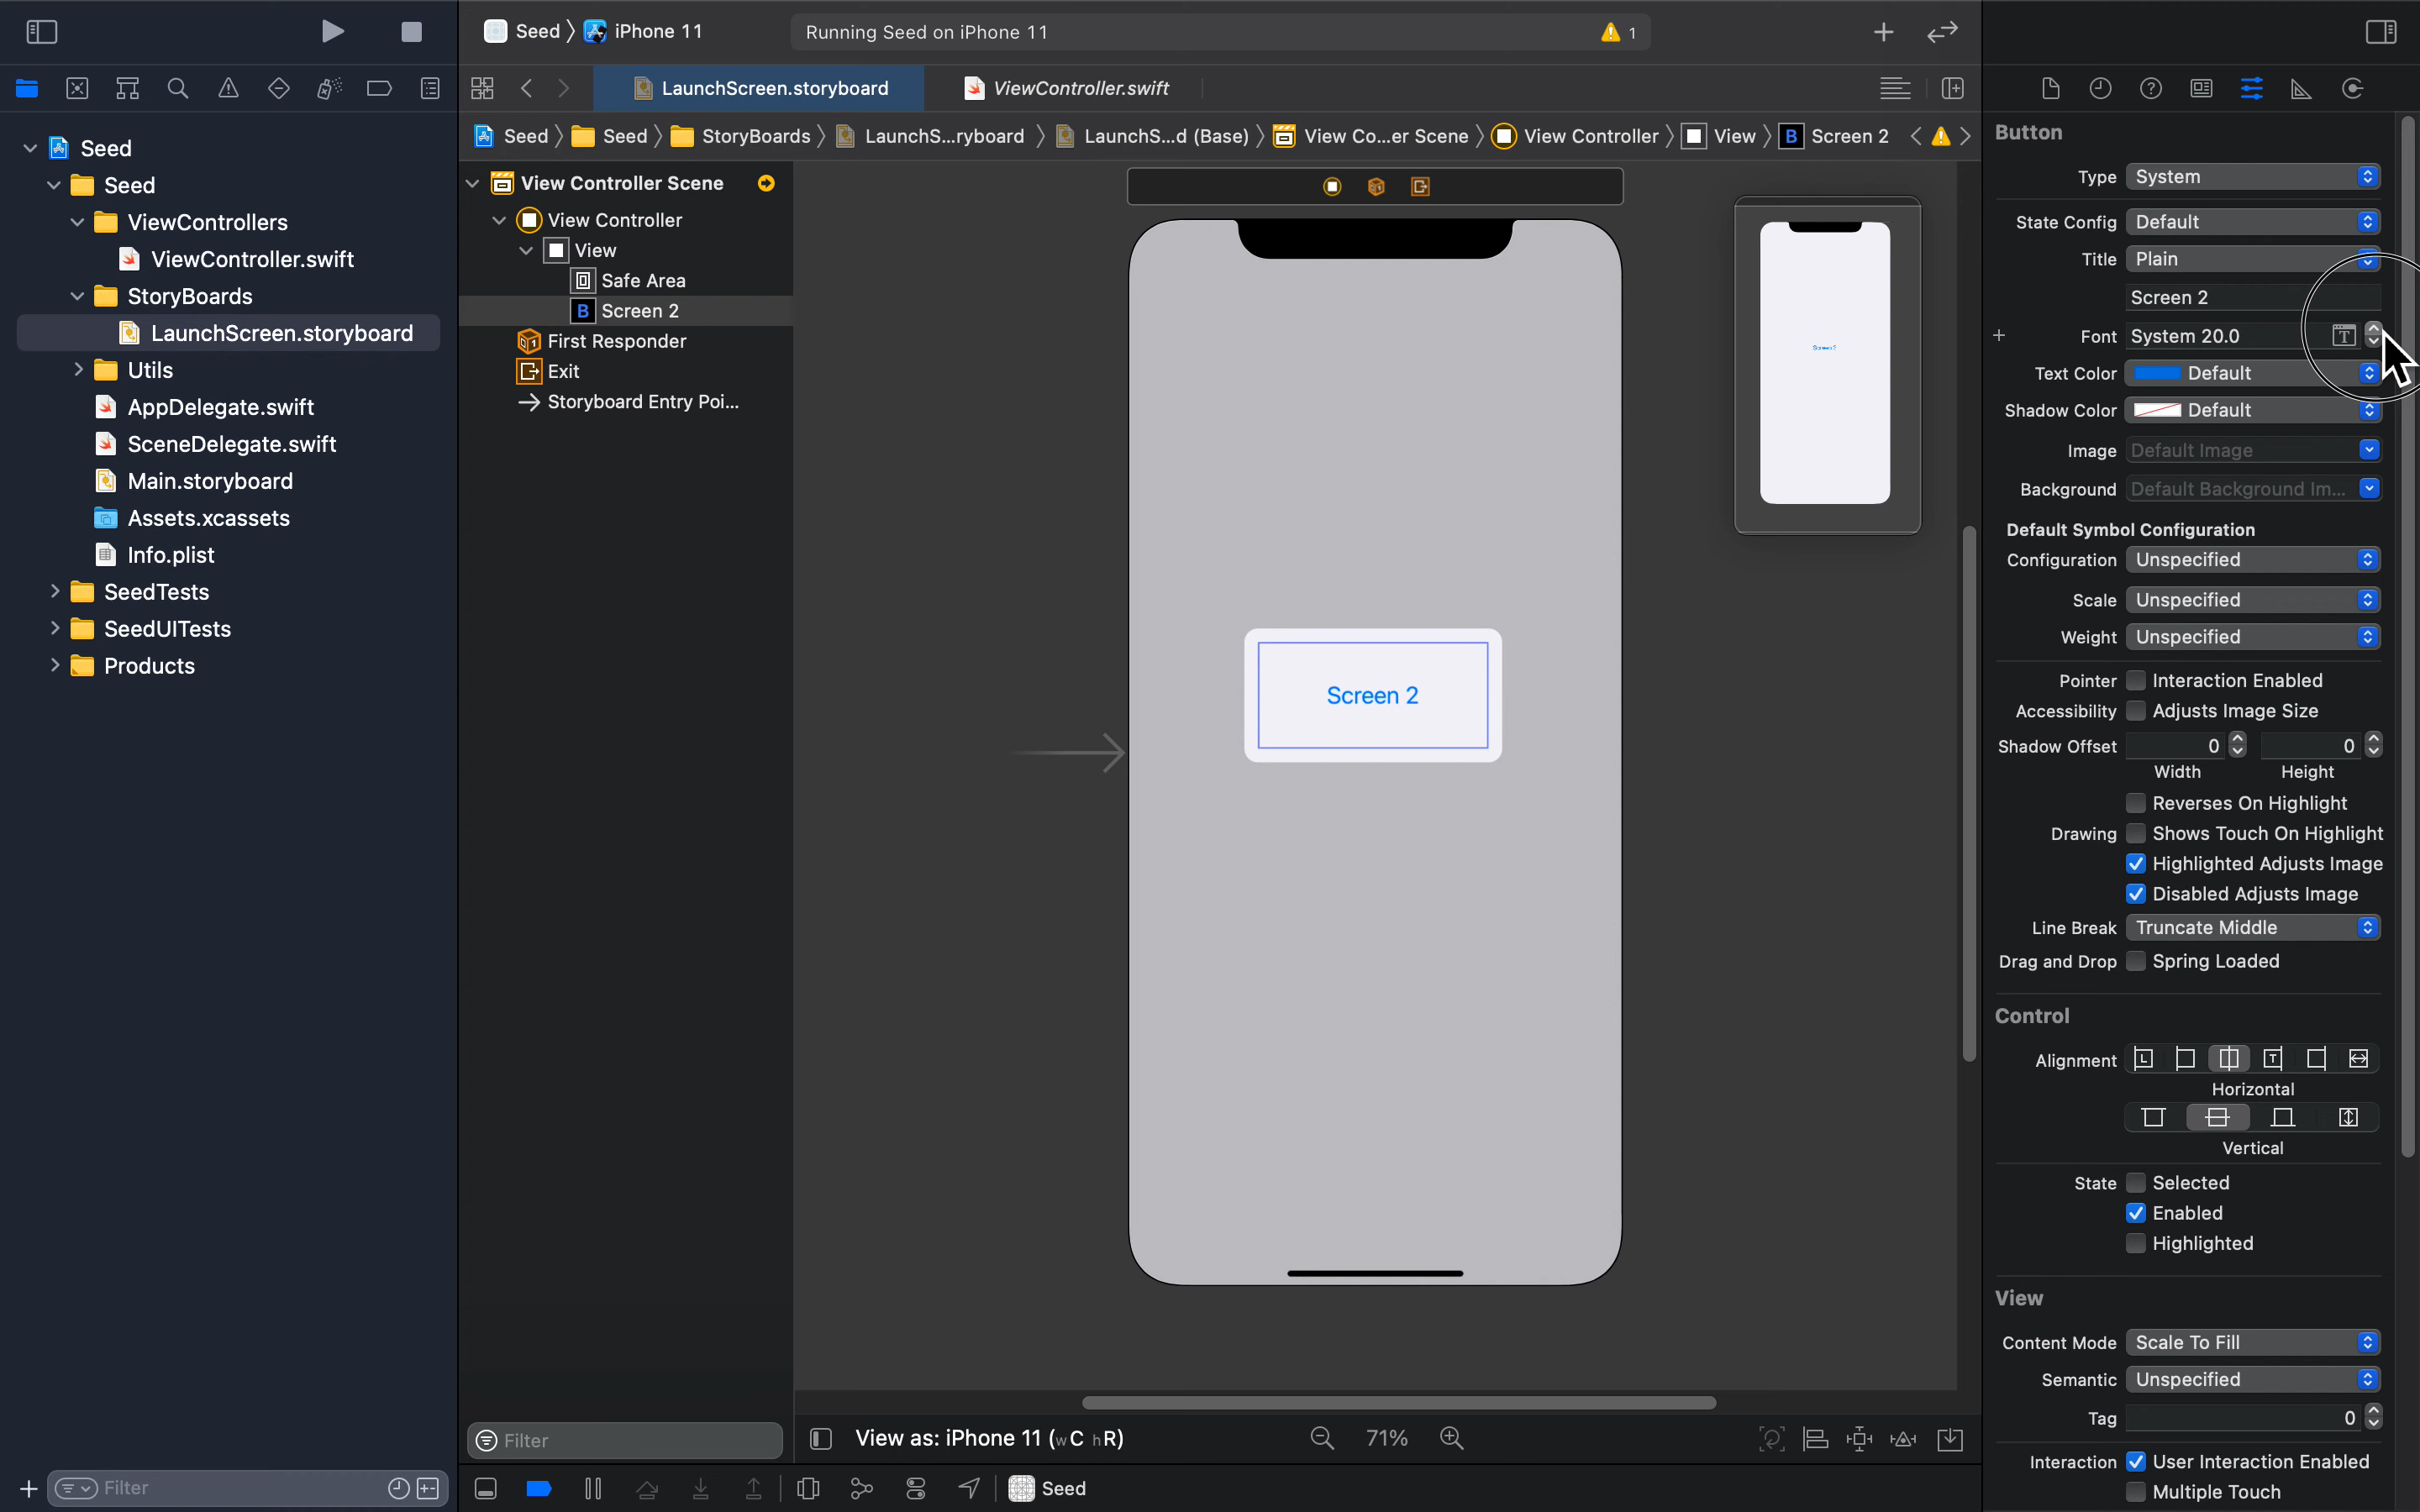 Seed
iPhone 11
Running Seed on iPhone 11
1
LaunchScreen.storyboard
ViewController.swift
Seed
Seed
StoryBoards
LaunchS...ryboard
LaunchS...d (Base)
View Co...er Scene
View Controller
View
B
Screen 2
Seed
Seed
ViewControllers
ViewController.swift
StoryBoards
LaunchScreen.storyboard
Utils
AppDelegate.swift
SceneDelegate.swift
Main.storyboard
Assets.xcassets
Info.plist
SeedTests
SeedUITests
Products
Filter
View Controller Scene
View Controller
View
Safe Area
B Screen 2
First Responder
Exit
Storyboard Entry Poi...
Filter
Screen 2
Screen 2
View as: iPhone 11 (wC hR)
71%
Seed
Button
Type System
State Config Default
Title Plain
Screen 2
Font System 20.0 T
Text Color Default
Shadow Color Default
Image Default Image
Background Default Background Im...
Default Symbol Configuration
Configuration Unspecified
Scale Unspecified
Weight Unspecified
Pointer Interaction Enabled
Accessibility Adjusts Image Size
Shadow Offset 0 0
Width Height
Reverses On Highlight
Drawing Shows Touch On Highlight
Highlighted Adjusts Image
Disabled Adjusts Image
Line Break Truncate Middle
Drag and Drop Spring Loaded
Control
Alignment
Horizontal
Vertical
State Selected
Enabled
Highlighted
View
Content Mode Scale To Fill
Semantic Unspecified
Tag 0
Interaction User Interaction Enabled
Multiple Touch